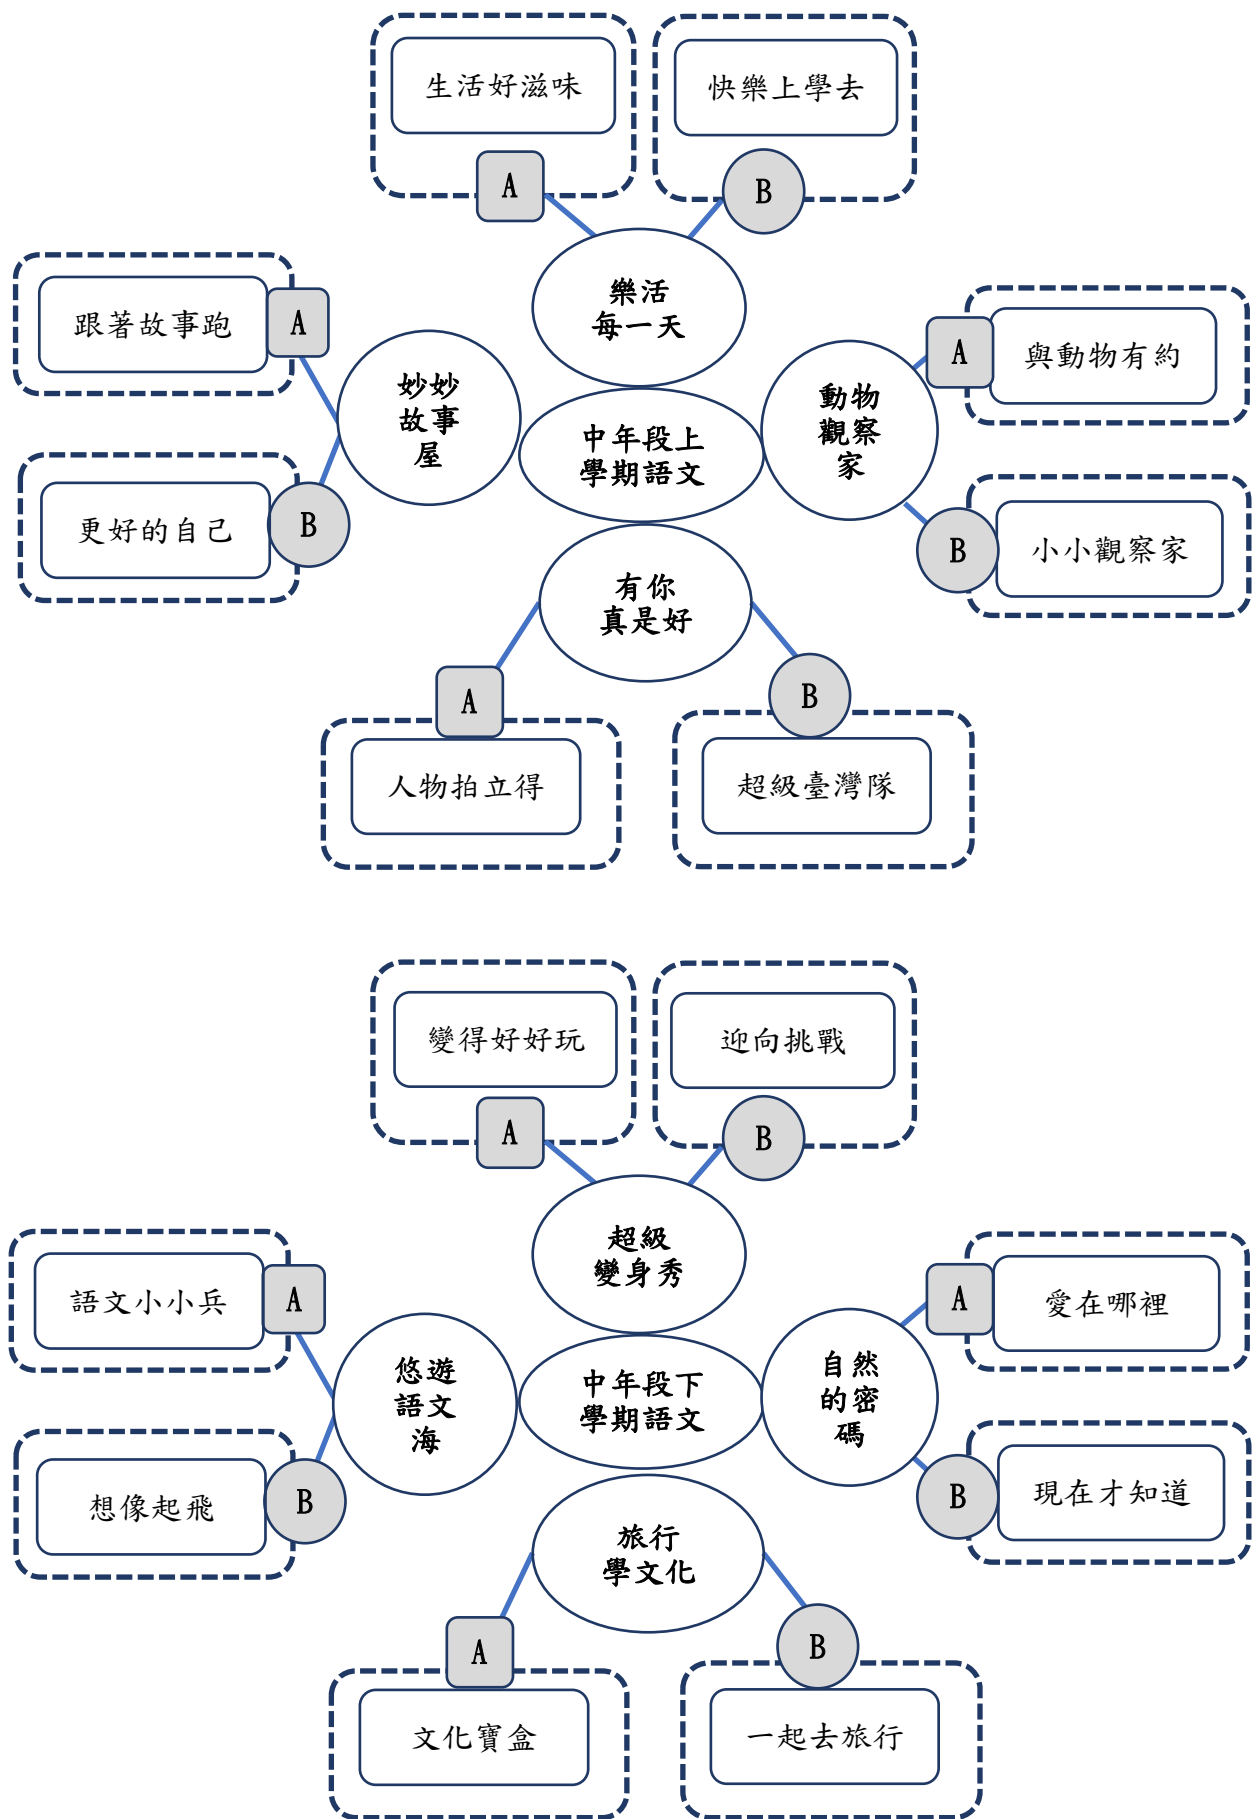 生活好滋味
快樂上學去
A
B
樂活
每一天
跟著故事跑
A
妙妙
故事
屋
更好的自己
B
中年段上
學期語文
動物
觀察
家
A
與動物有約
B
小小觀察家
有你
真是好
A
人物拍立得
B
超級臺灣隊
變得好好玩
迎向挑戰
A
B
超級
變身秀
語文小小兵
A
悠遊
語文
海
想像起飛
B
中年段下
學期語文
自然
的密
碼
A
愛在哪裡
B
現在才知道
旅行
學文化
A
文化寶盒
B
一起去旅行